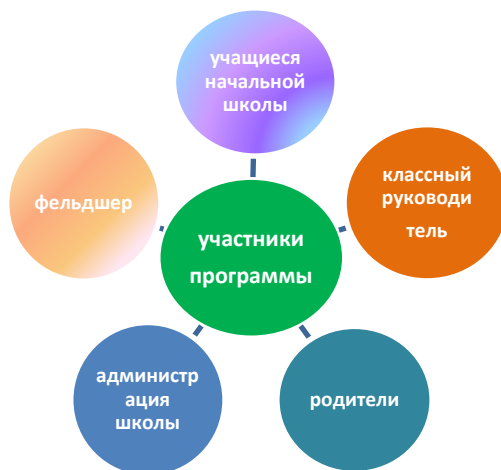 учащиеся
начальной
школы
классный
руководи
тель
фельдшер
участники
программы
администр
ация
школы
родители